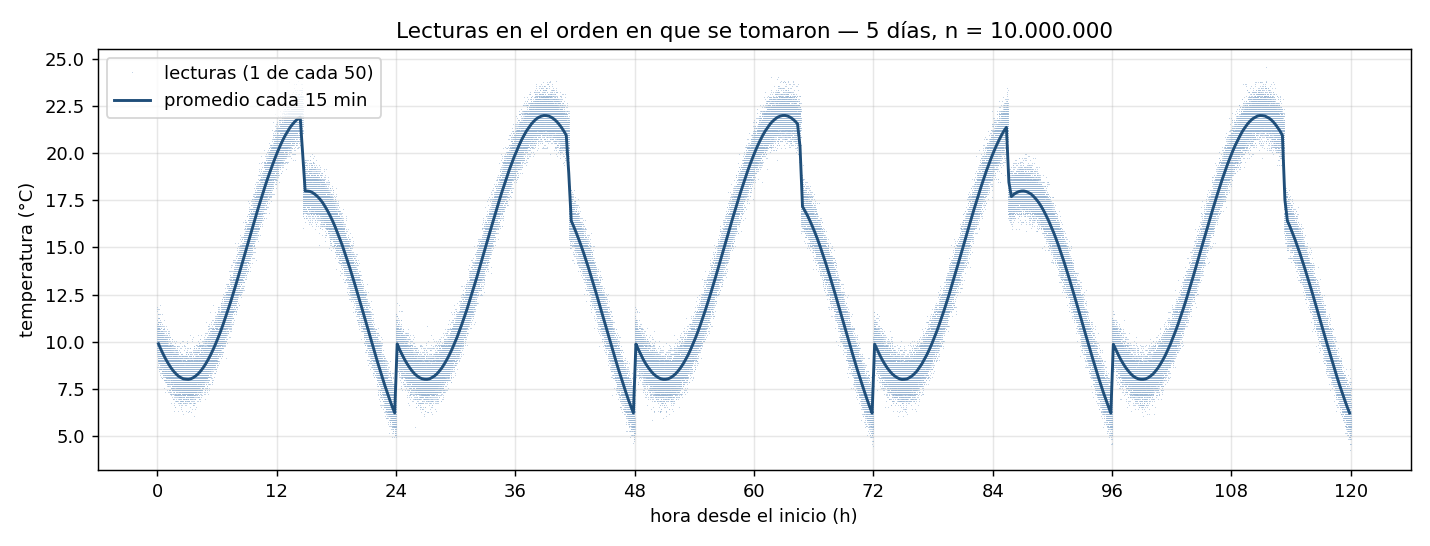 Lecturas en el orden en que se tomaron — 5 días, n = 10.000.000
lecturas (1 de cada 50)
promedio cada 15 min
temperatura (°C)
25.0
22.5
20.0
17.5
15.0
12.5
10.0
7.5
5.0
0 12 24 36 48 60 72 84 96 108 120
hora desde el inicio (h)